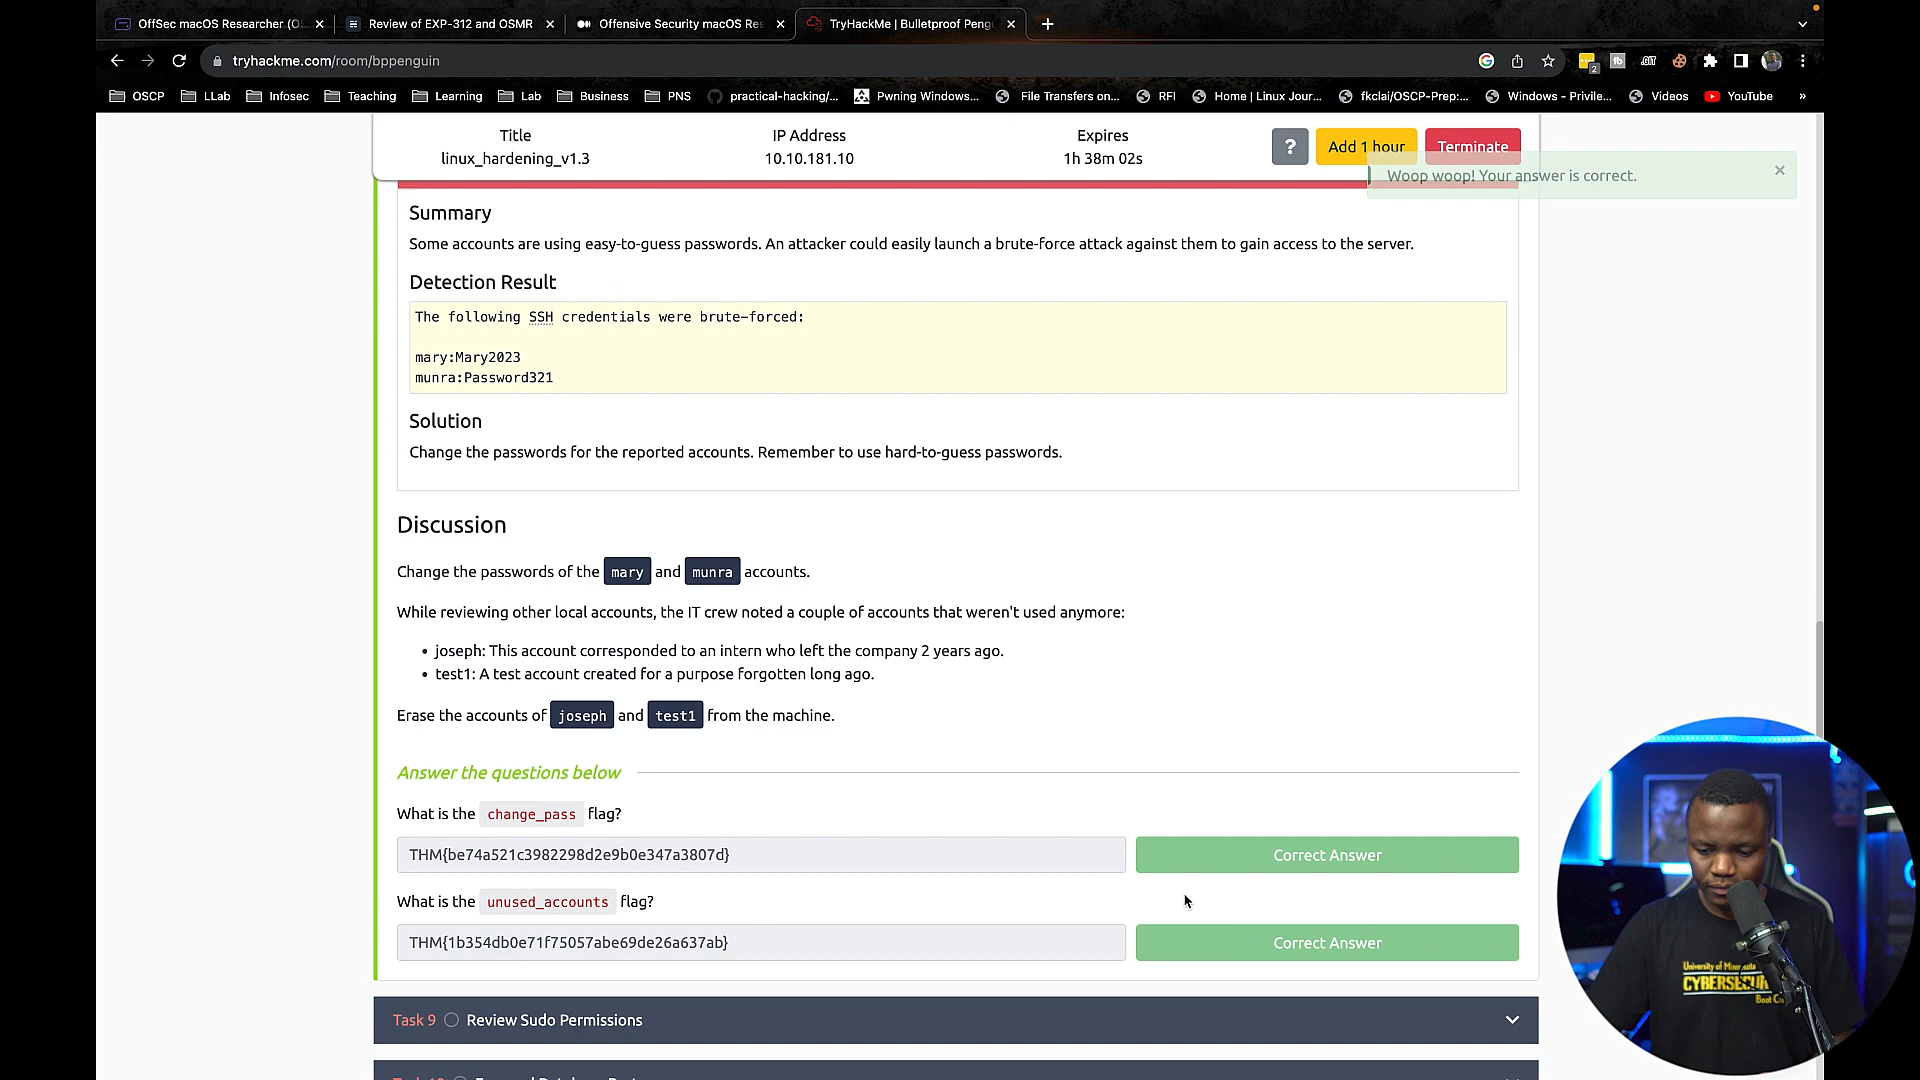 OffSec macOS Researcher (O
Review of EXP-312 and OSMR
Offensive Security macOS Res
TryHackMe | Bulletproof Peng
tryhackme.com/room/bppenguin
2
OSCP
LLab
Infosec
Teaching
Learning
Lab
Business
PNS
practical-hacking/...
Pwning Windows...
File Transfers on...
RFI
Home | Linux Jour...
fkclai/OSCP-Prep:...
Windows - Privile...
Videos
YouTube
»
Title
linux_hardening_v1.3
IP Address
10.10.181.10
Expires
1h 38m 02s
?
Add 1 hour
Terminate
Woop woop! Your answer is correct.
Summary
Some accounts are using easy-to-guess passwords. An attacker could easily launch a brute-force attack against them to gain access to the server.
Detection Result
The following SSH credentials were brute-forced:
mary:Mary2023
munra:Password321
Solution
Change the passwords for the reported accounts. Remember to use hard-to-guess passwords.
Discussion
Change the passwords of the mary and munra accounts.
While reviewing other local accounts, the IT crew noted a couple of accounts that weren't used anymore:
• joseph: This account corresponded to an intern who left the company 2 years ago.
• test1: A test account created for a purpose forgotten long ago.
Erase the accounts of joseph and test1 from the machine.
Answer the questions below
What is the change_pass flag?
THM{be74a521c3982298d2e9b0e347a3807d}
Correct Answer
What is the unused_accounts flag?
THM{1b354db0e71f75057abe69de26a637ab}
Correct Answer
Task 9 Review Sudo Permissions
University of Minnesota
CYBERSECUR
Boot C